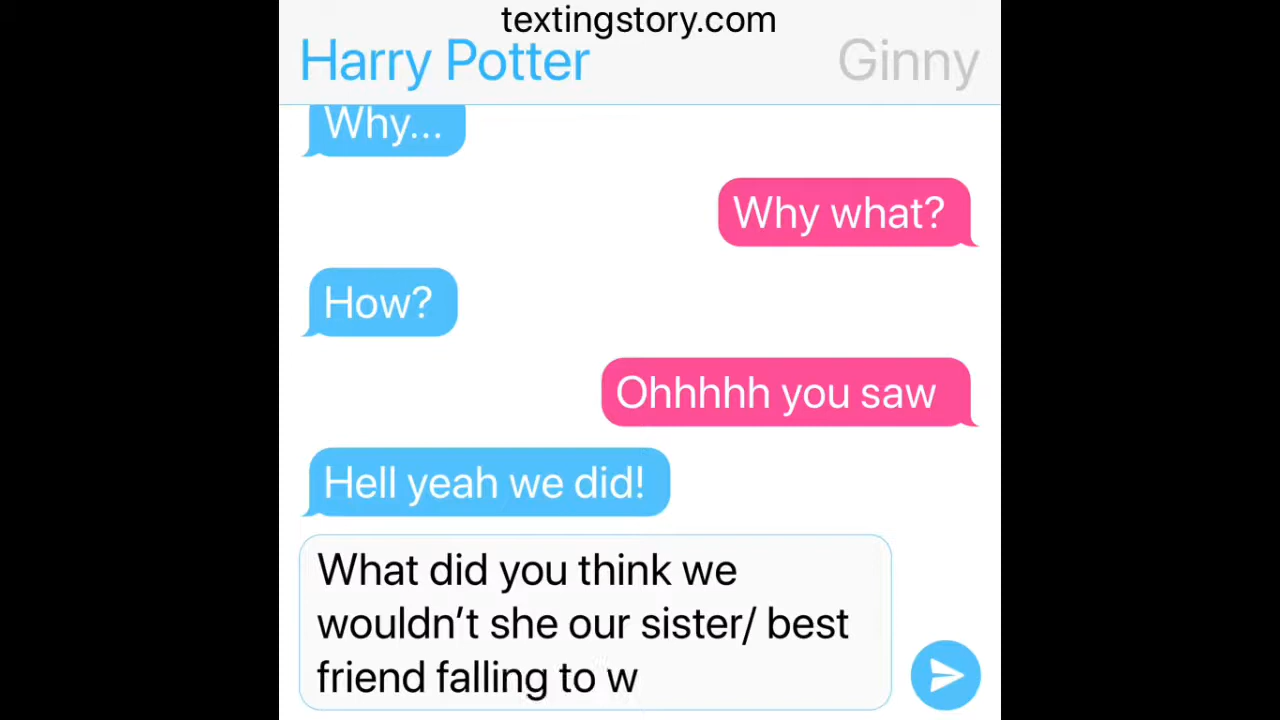 textingstory.com
Harry Potter
Ginny
Why...
Why what?
How?
Ohhhhh you saw
Hell yeah we did!
What did you think we
wouldn’t she our sister/ best
friend falling to w